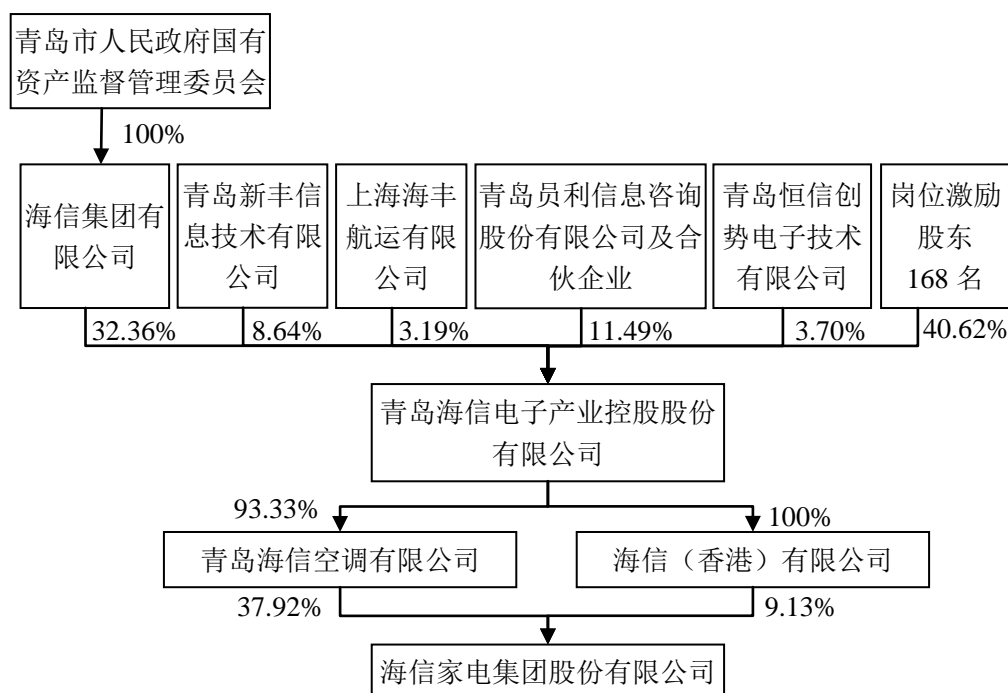 青岛市人民政府国有
资产监督管理委员会
100%
海信集团有
限公司
青岛新丰信
息技术有限
公司
上海海丰
航运有限
公司
青岛员利信息咨询
股份有限公司及合
伙企业
青岛恒信创
势电子技术
有限公司
岗位激励
股东
168 名
32.36%
8.64%
3.19%
11.49%
3.70%
40.62%
青岛海信电子产业控股股份
有限公司
93.33%
100%
青岛海信空调有限公司
海信（香港）有限公司
37.92%
9.13%
海信家电集团股份有限公司